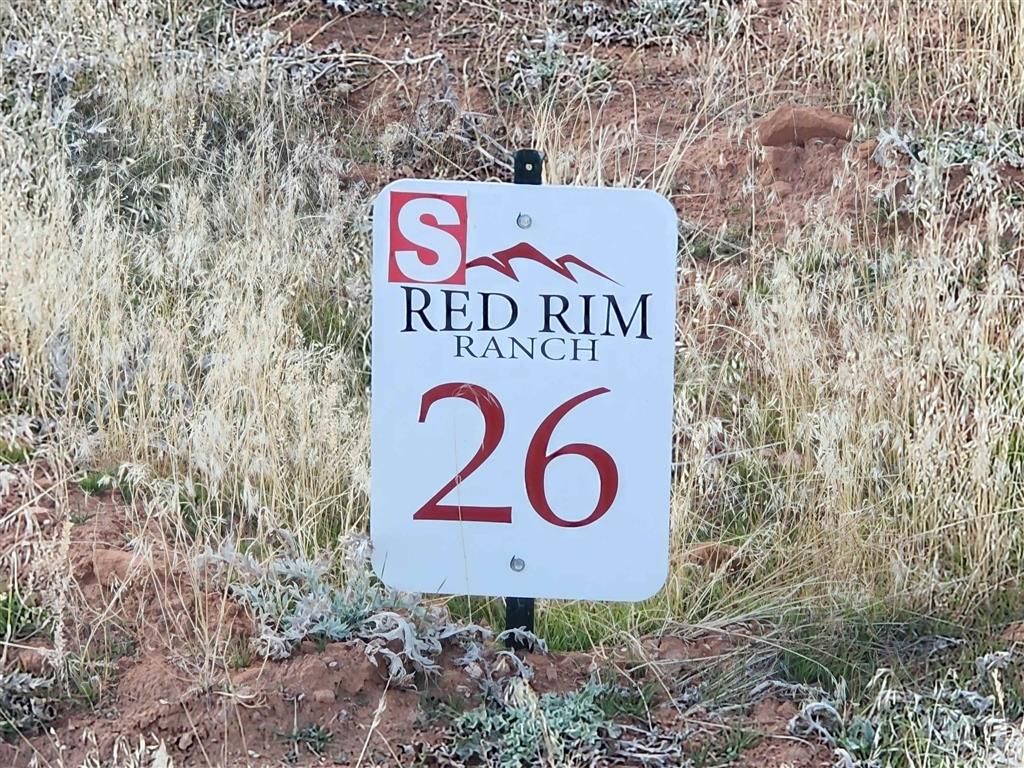 S
RED RIM
RANCH
26